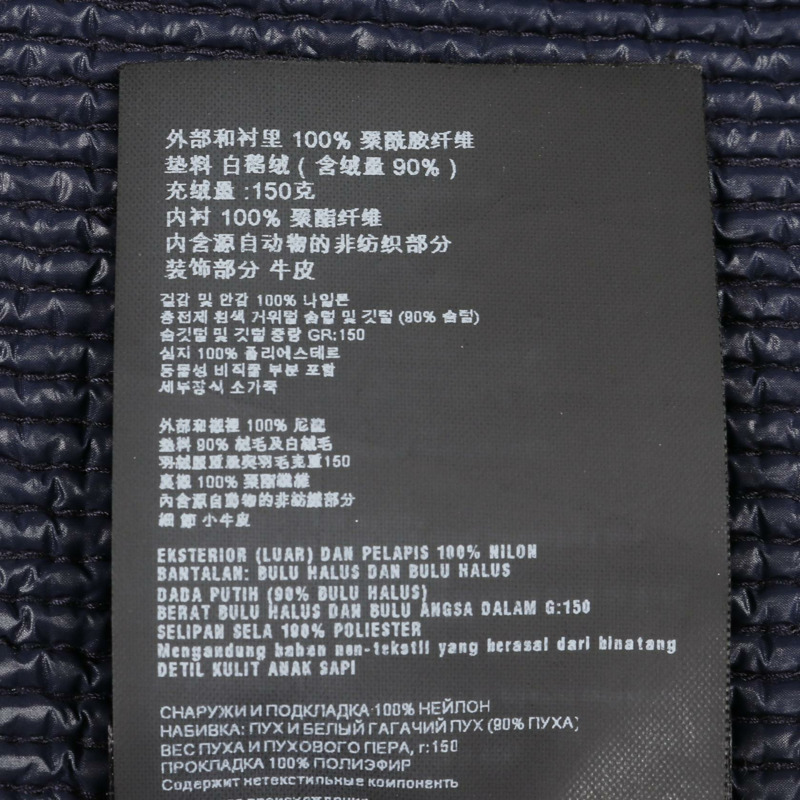 外部和衬里 100% 聚酰胺纤维
垫料 白鹅绒 ( 含绒量 90% )
充绒量 :150克
内衬 100% 聚酯纤维
内含源自动物的非纺织部分
装饰部分 牛皮
겉감 및 안감 100% 나일론
충전제 흰색 거위털 솜털 및 깃털 (90% 솜털)
솜깃털 및 깃털 중량 GR:150
심지 100% 폴리에스테르
동물성 비직물 부분 포함
세부장식 소가죽
外部和襯裡 100% 尼龍
墊料 90% 絨毛及白絨毛
羽絨服重量與羽毛克重150
裏襯 100% 聚酯纖維
內含源自動物的非紡織部分
細 節 小牛皮
EKSTERIOR (LUAR) DAN PELAPIS 100% NILON
BANTALAN: BULU HALUS DAN BULU HALUS
DADA PUTIH (90% BULU HALUS)
BERAT BULU HALUS DAN BULU ANGSA DALAM G:150
SELIPAN SELA 100% POLIESTER
Mengandung bahan non-tekstil yang berasal dari binatang
DETIL KULIT ANAK SAPI
СНАРУЖИ И ПОДКЛАДКА 100% НЕЙЛОН
НАБИВКА: ПУХ И БЕЛЫЙ ГАГАЧИЙ ПУХ (90% ПУХА)
ВЕС ПУХА И ПУХОВОГО ПЕРА, г:150
ПРОКЛАДКА 100% ПОЛИЭФИР
Содержит нетекстильные компоненть